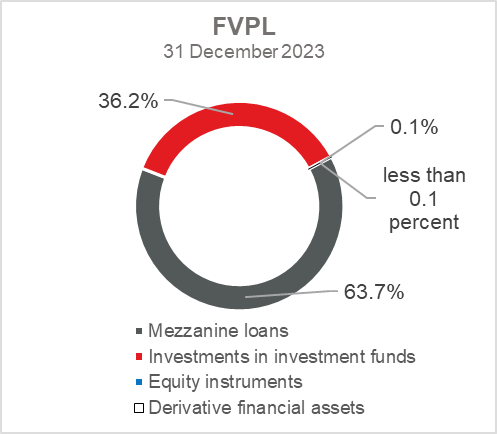 FVPL
31 December 2023
36.2%
0.1%
less than
0.1
percent
63.7%
Mezzanine loans
Investments in investment funds
Equity instruments
Derivative financial assets